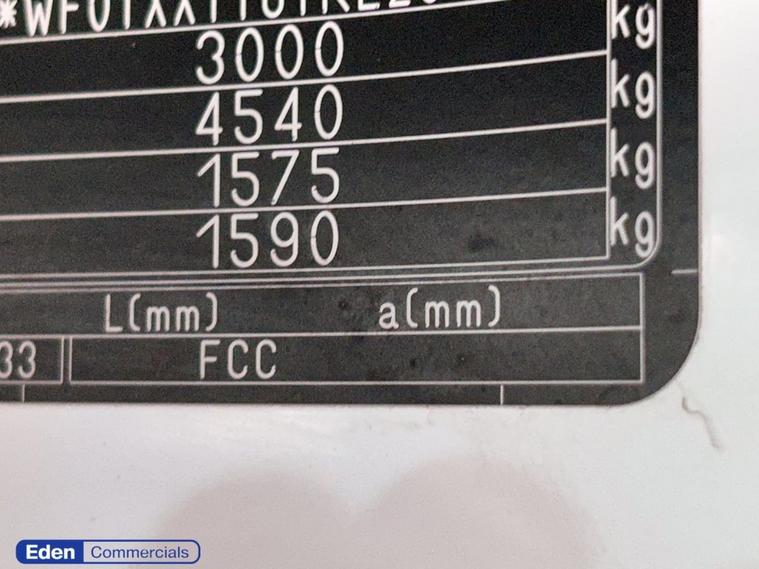 3000 kg
4540 kg
1575 kg
1590 kg
L(mm) a(mm)
33 FCC
Eden Commercials